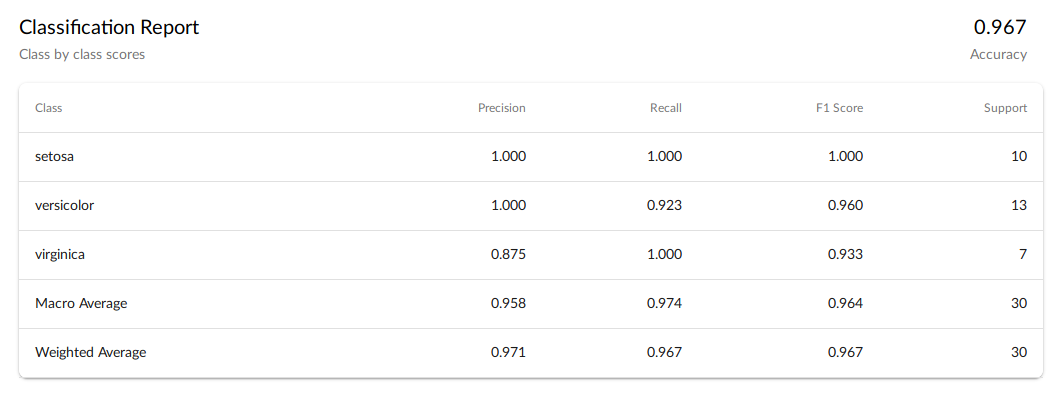 Classification Report 0.967
Class by class scores Accuracy
Class Precision Recall F1 Score Support
setosa 1.000 1.000 1.000 10
versicolor 1.000 0.923 0.960 13
virginica 0.875 1.000 0.933 7
Macro Average 0.958 0.974 0.964 30
Weighted Average 0.971 0.967 0.967 30